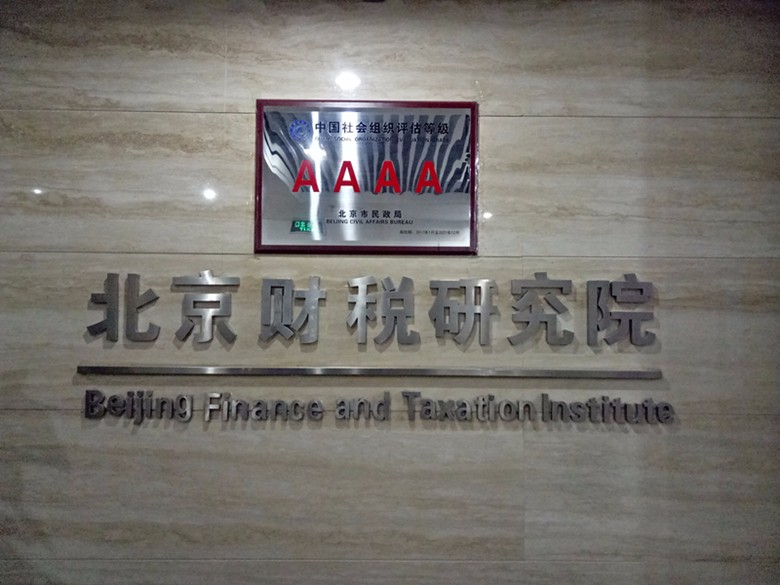 中国社会组织评估等级
AAAA
北京市民政局
BEIJING CIVIL AFFAIRS BUREAU
北京财税研究院
Beijing Finance and Taxation Institute